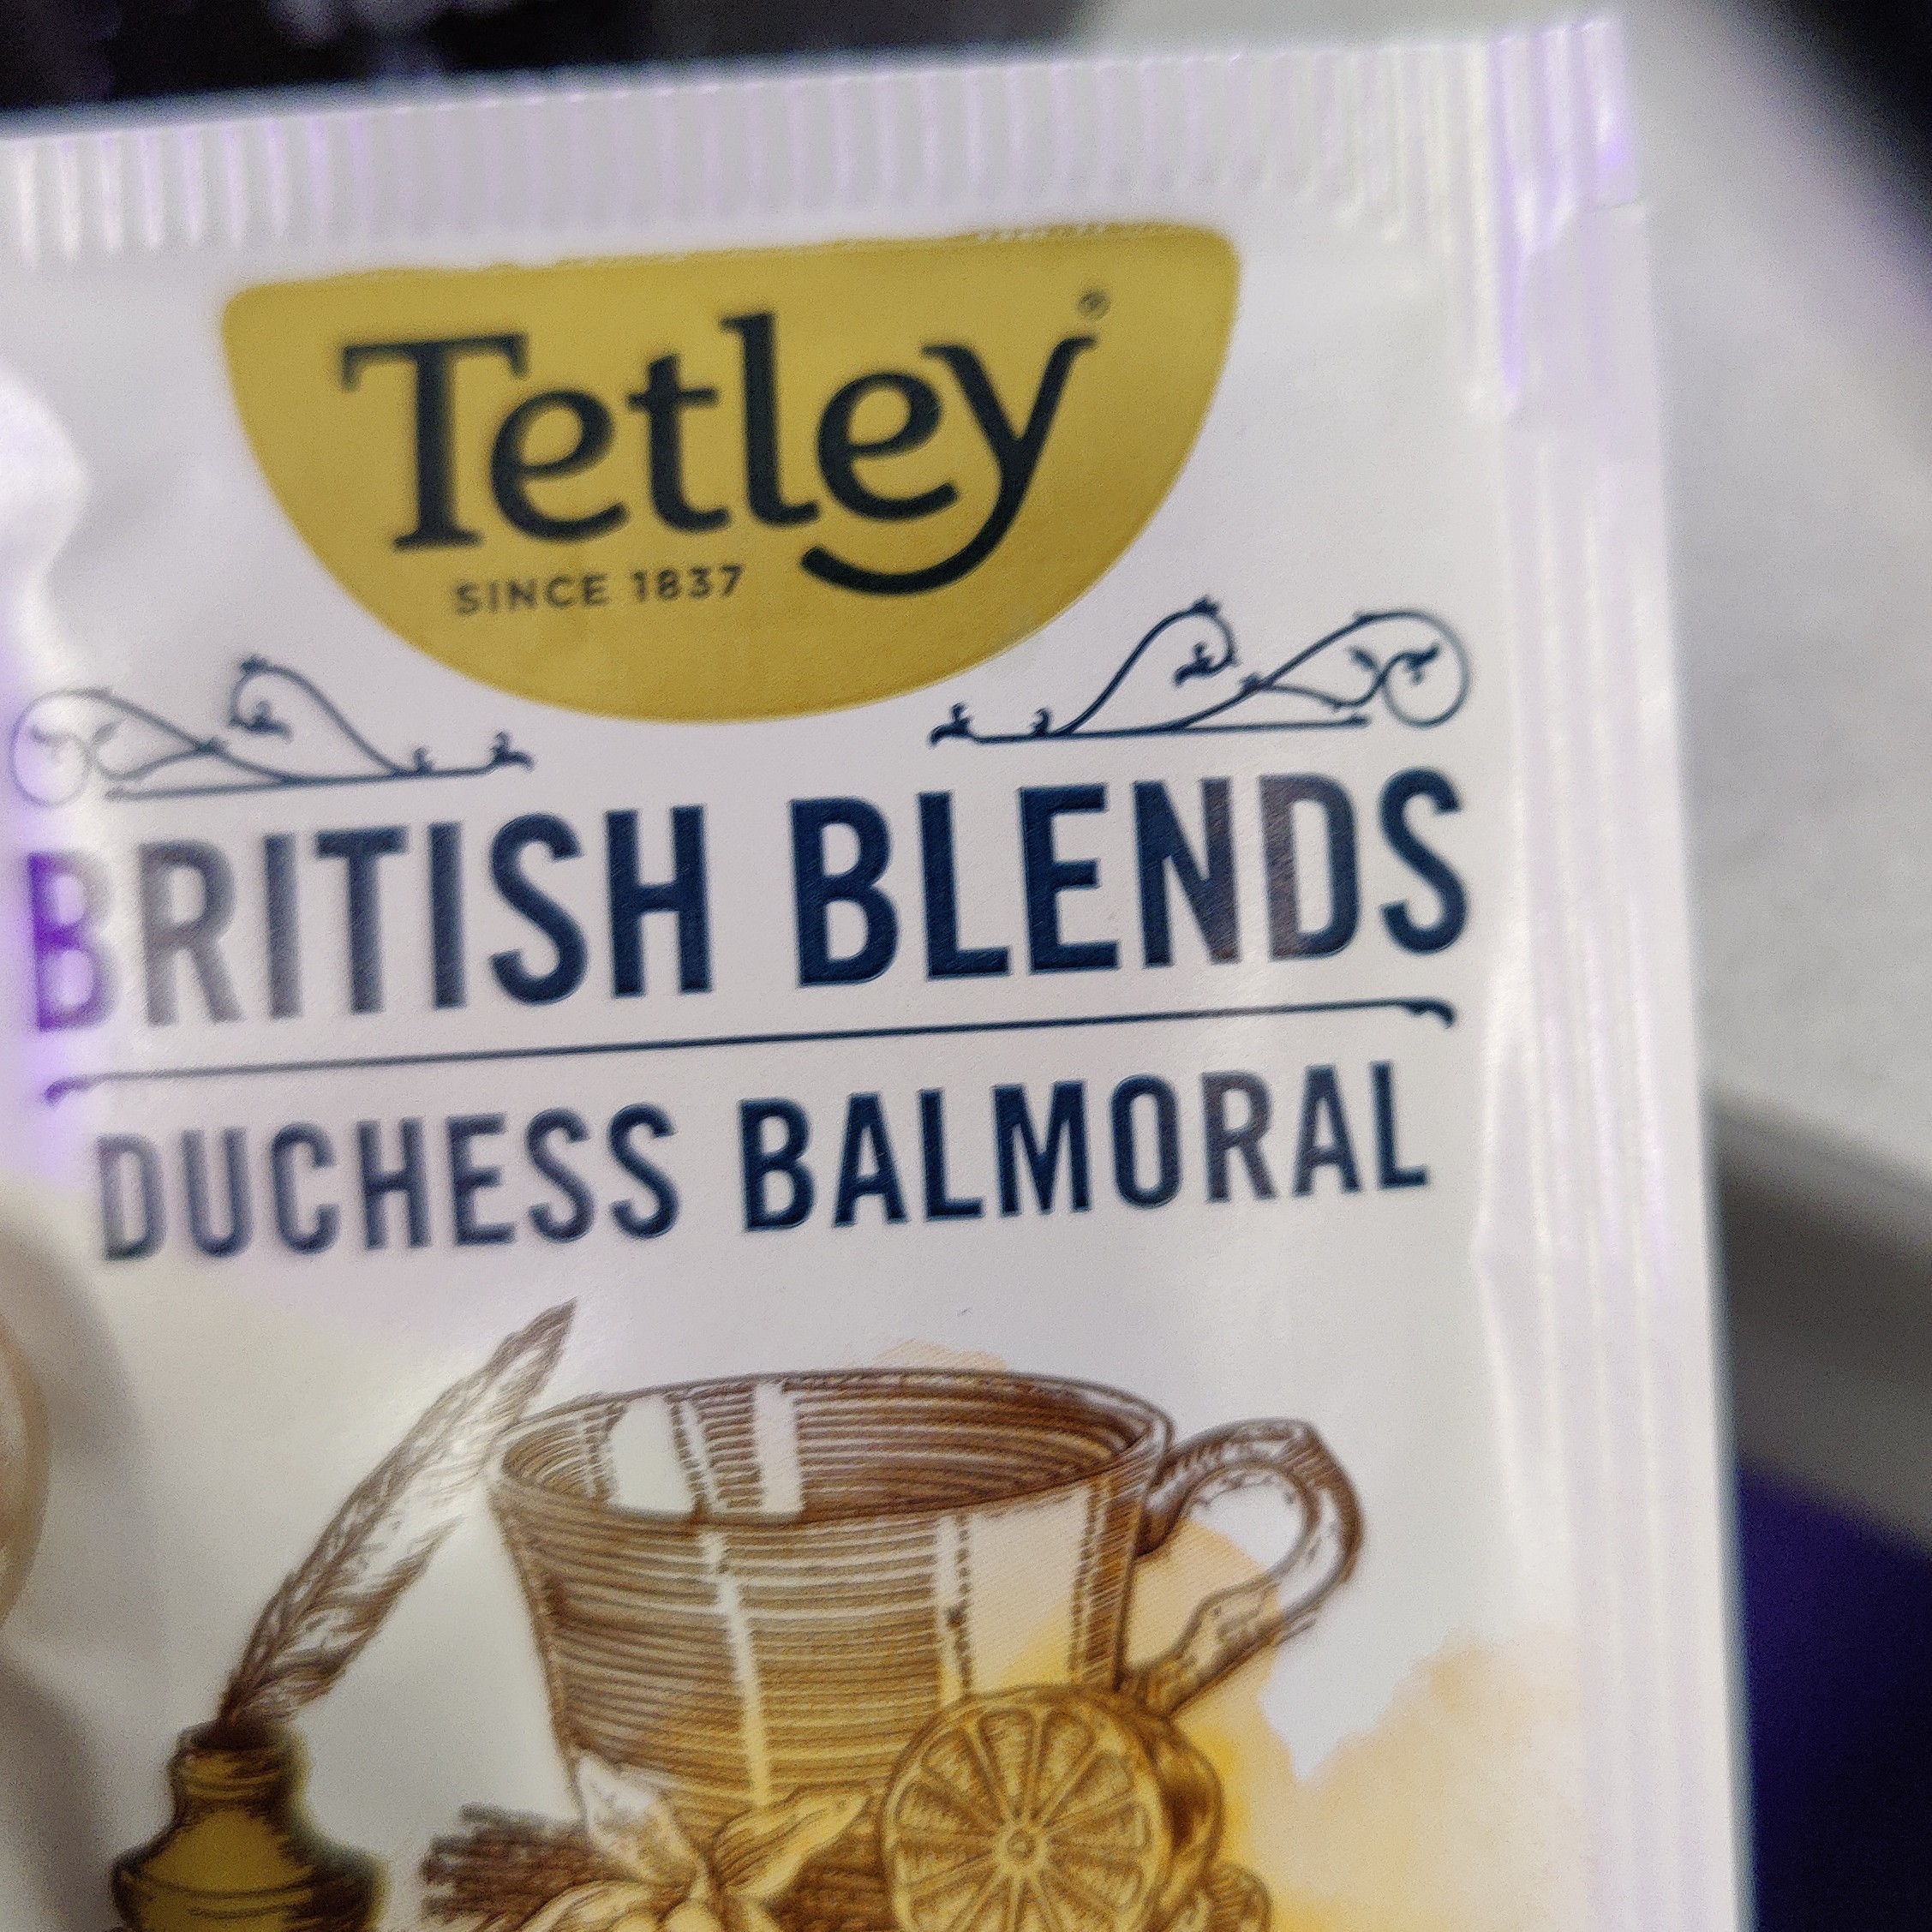 Tetley®
SINCE 1837
BRITISH BLENDS
DUCHESS BALMORAL